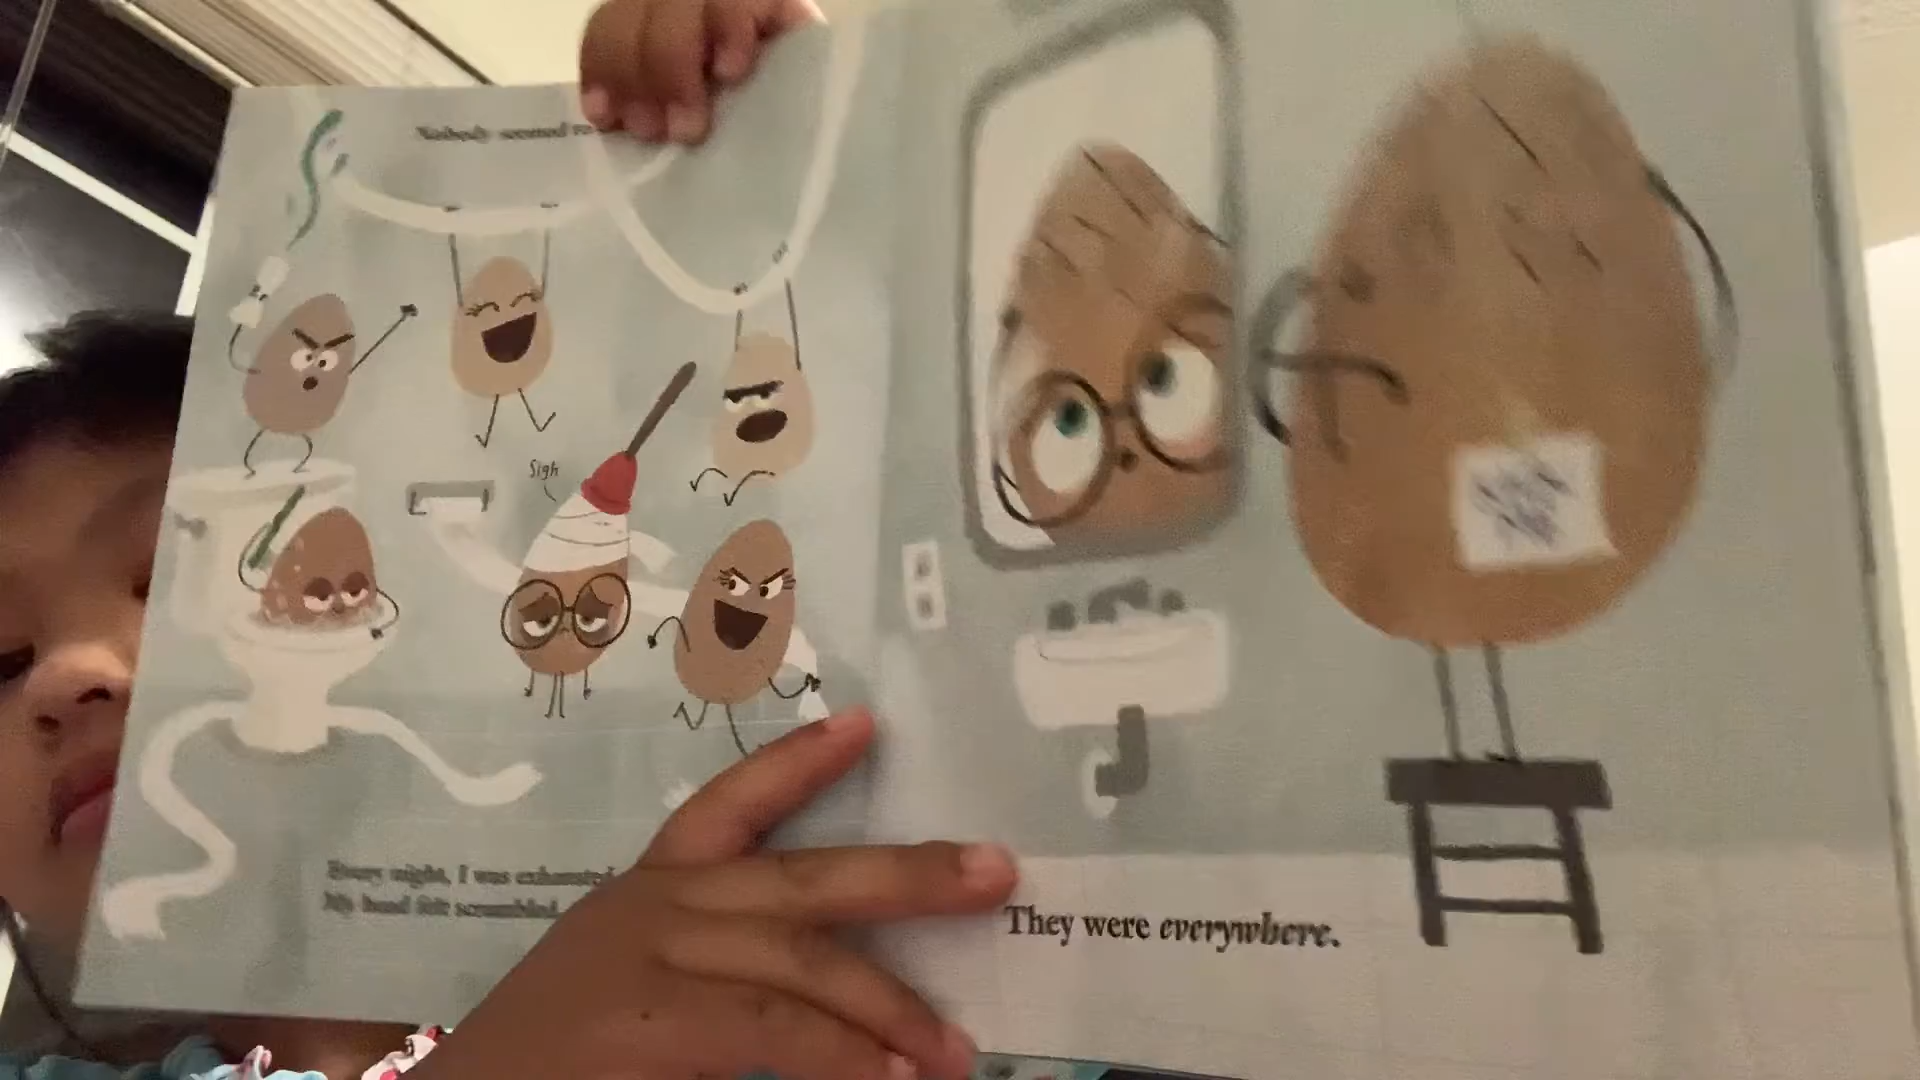 Nobody seemed
Sigh
Every night, I was exhausted
My head felt scrambled
They were everywhere.